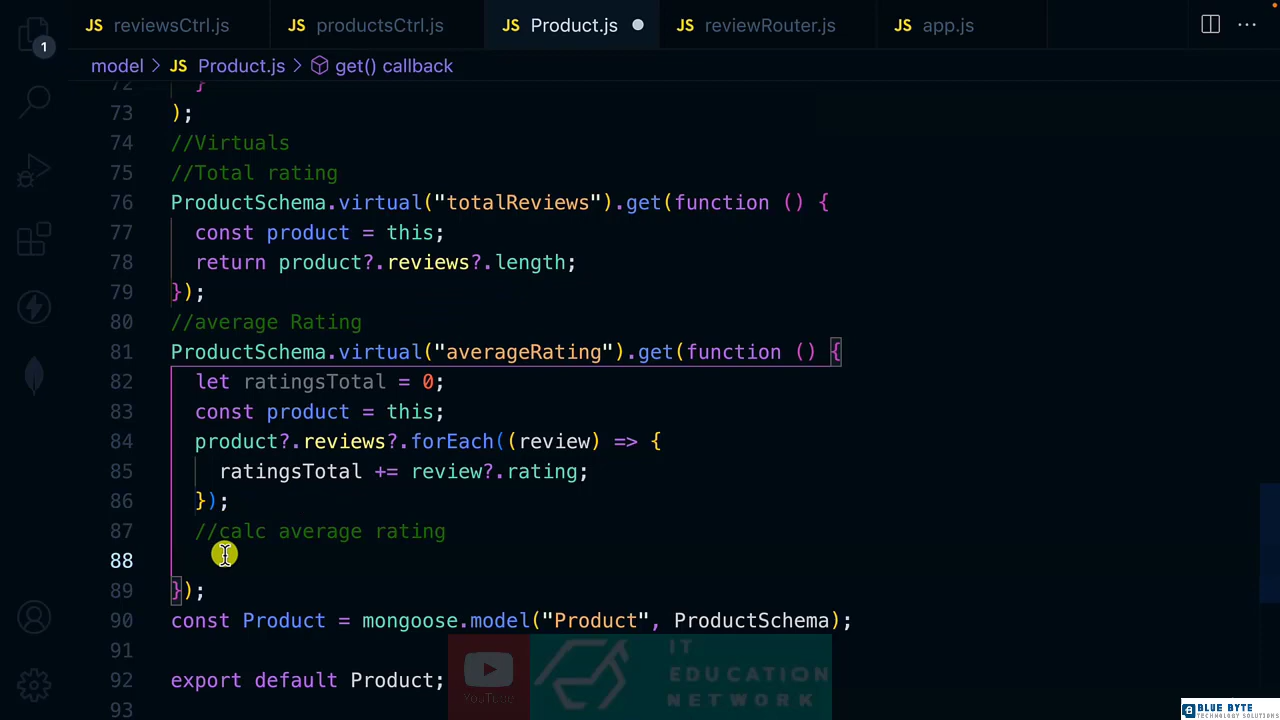 JS reviewsCtrl.js JS productsCtrl.js JS Product.js JS reviewRouter.js JS app.js
1
model > JS Product.js > get() callback
72 }
73 );
74 //Virtuals
75 //Total rating
76 ProductSchema.virtual("totalReviews").get(function () {
77 const product = this;
78 return product?.reviews?.length;
79 });
80 //average Rating
81 ProductSchema.virtual("averageRating").get(function () {
82 let ratingsTotal = 0;
83 const product = this;
84 product?.reviews?.forEach((review) => {
85 ratingsTotal += review?.rating;
86 });
87 //calc average rating
88
89 });
90 const Product = mongoose.model("Product", ProductSchema);
91
92 export default Product;
93
YouTube
IT
EDUCATION
NETWORK
BLUE BYTE
TECHNOLOGY SOLUTIONS